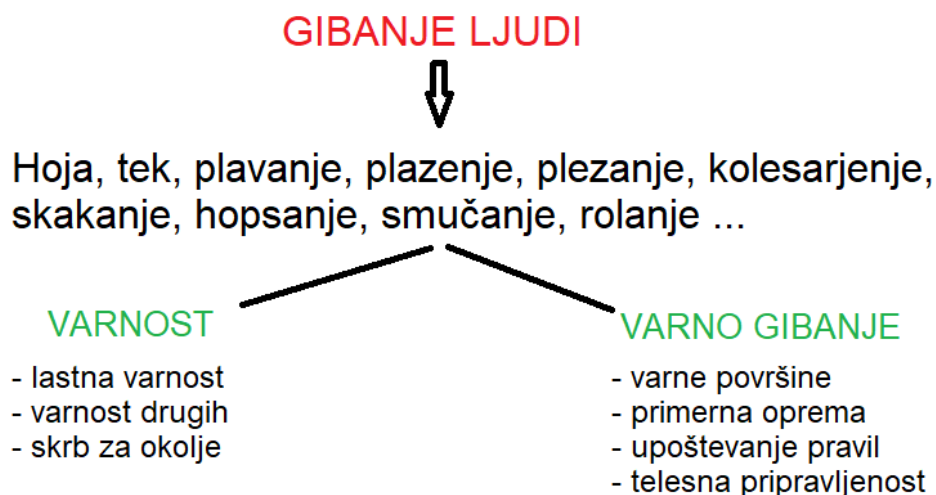 GIBANJE LJUDI
Hoja, tek, plavanje, plazenje, plezanje, kolesarjenje,
skakanje, hopsanje, smučanje, rolanje ...
VARNOST
- lastna varnost
- varnost drugih
- skrb za okolje
VARNO GIBANJE
- varne površine
- primerna oprema
- upoštevanje pravil
- telesna pripravljenost